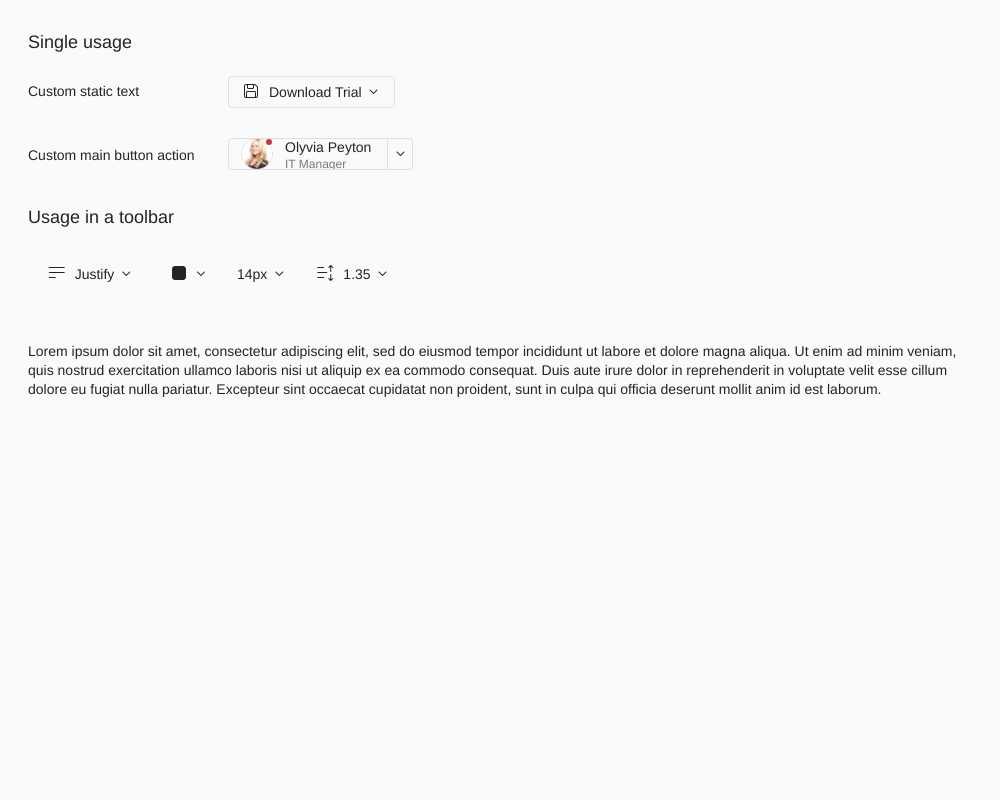 Single usage
Custom static text
Download Trial
Custom main button action
Olyvia Peyton
IT Manager
Usage in a toolbar
Justify 14px 1.35
Lorem ipsum dolor sit amet, consectetur adipiscing elit, sed do eiusmod tempor incididunt ut labore et dolore magna aliqua. Ut enim ad minim veniam,
quis nostrud exercitation ullamco laboris nisi ut aliquip ex ea commodo consequat. Duis aute irure dolor in reprehenderit in voluptate velit esse cillum
dolore eu fugiat nulla pariatur. Excepteur sint occaecat cupidatat non proident, sunt in culpa qui officia deserunt mollit anim id est laborum.